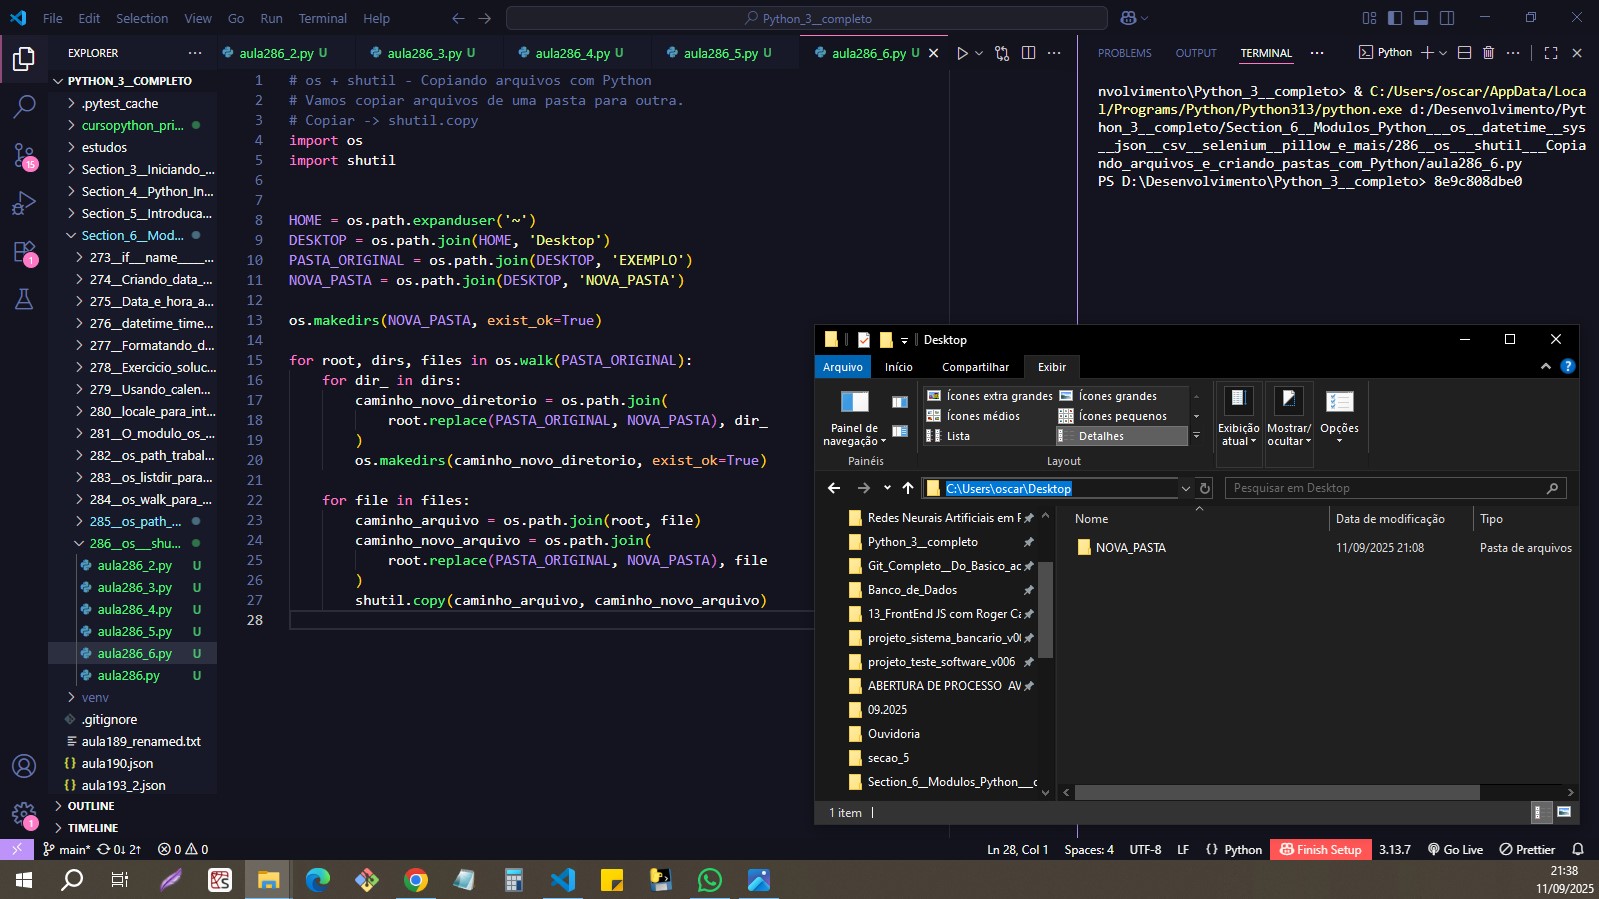 File Edit Selection View Go Run Terminal Help
Python_3__completo
EXPLORER
PYTHON_3__COMPLETO
.pytest_cache
cursopython_pri...
estudos
Section_3__Iniciando_...
Section_4__Python_In...
Section_5__Introduca...
Section_6__Mod...
273__if__name____...
274__Criando_data_...
275__Data_e_hora_a...
276__datetime_time...
277__Formatando_d...
278__Exercicio_soluc...
279__Usando_calen...
280__locale_para_int...
281__O_modulo_os_...
282__os_path_trabal...
283__os_listdir_para...
284__os_walk_para_...
285__os_path_...
286__os___shu...
aula286_2.py U
aula286_3.py U
aula286_4.py U
aula286_5.py U
aula286_6.py U
aula286.py U
venv
.gitignore
aula189_renamed.txt
aula190.json
aula193_2.json
OUTLINE
TIMELINE
15
1
1
aula286_2.py U aula286_3.py U aula286_4.py U aula286_5.py U aula286_6.py U
1 # os + shutil - Copiando arquivos com Python
2 # Vamos copiar arquivos de uma pasta para outra.
3 # Copiar -> shutil.copy
4 import os
5 import shutil
6
7
8 HOME = os.path.expanduser('~')
9 DESKTOP = os.path.join(HOME, 'Desktop')
10 PASTA_ORIGINAL = os.path.join(DESKTOP, 'EXEMPLO')
11 NOVA_PASTA = os.path.join(DESKTOP, 'NOVA_PASTA')
12
13 os.makedirs(NOVA_PASTA, exist_ok=True)
14
15 for root, dirs, files in os.walk(PASTA_ORIGINAL):
16 for dir_ in dirs:
17 caminho_novo_diretorio = os.path.join(
18 root.replace(PASTA_ORIGINAL, NOVA_PASTA), dir_
19 )
20 os.makedirs(caminho_novo_diretorio, exist_ok=True)
21
22 for file in files:
23 caminho_arquivo = os.path.join(root, file)
24 caminho_novo_arquivo = os.path.join(
25 root.replace(PASTA_ORIGINAL, NOVA_PASTA), file
26 )
27 shutil.copy(caminho_arquivo, caminho_novo_arquivo)
28
PROBLEMS OUTPUT TERMINAL Python
nvolvimento\Python_3__completo> & C:/Users/oscar/AppData/Loca
l/Programs/Python/Python313/python.exe d:/Desenvolvimento/Pyt
hon_3__completo/Section_6__Modulos_Python___os__datetime__sys
__json__csv__selenium__pillow_e_mais/286__os___shutil___Copia
ndo_arquivos_e_criando_pastas_com_Python/aula286_6.py
PS D:\Desenvolvimento\Python_3__completo> 8e9c808dbe0
Desktop
Arquivo Início Compartilhar Exibir
Painel de navegação
Ícones extra grandes Ícones grandes
Ícones médios Ícones pequenos
Lista Detalhes
Exibição atual
Mostrar/ocultar
Opções
Painéis Layout
C:\Users\oscar\Desktop
Pesquisar em Desktop
Redes Neurais Artificiais em F
Python_3__completo
Git_Completo__Do_Basico_ao
Banco_de_Dados
13_FrontEnd JS com Roger Ca
projeto_sistema_bancario_v0
projeto_teste_software_v006
ABERTURA DE PROCESSO AV
09.2025
Ouvidoria
secao_5
Section_6__Modulos_Python___o
Nome Data de modificação Tipo
NOVA_PASTA 11/09/2025 21:08 Pasta de arquivos
1 item
main* 0↓ 2↑ 0 0
Ln 28, Col 1 Spaces: 4 UTF-8 LF {} Python Finish Setup 3.13.7 Go Live Prettier
21:38
11/09/2025